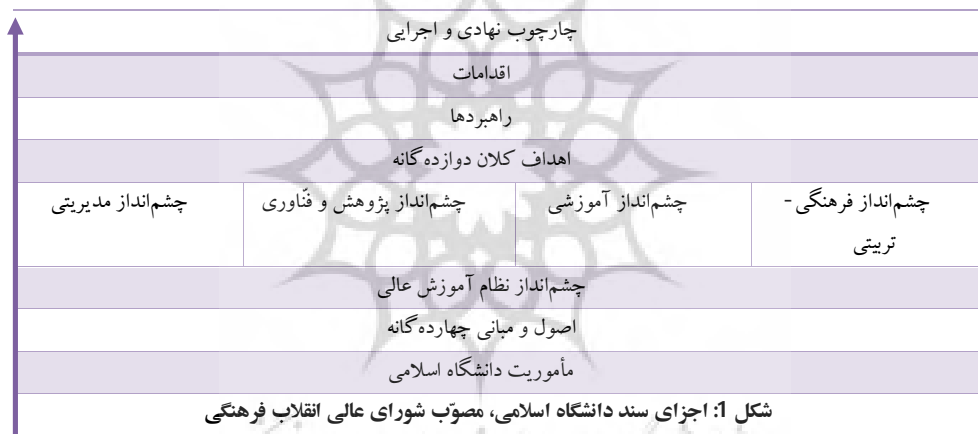 چارچوب نهادی و اجرایی
اقدامات
راهبردها
اهداف کلان دوازده‌گانه
چشم‌انداز فرهنگی -
تربیتی
چشم‌انداز آموزشی
چشم‌انداز پژوهش و فنّاوری
چشم‌انداز مدیریتی
چشم‌انداز نظام آموزش عالی
اصول و مبانی چهارده‌گانه
مأموریت دانشگاه اسلامی
شکل 1: اجزای سند دانشگاه اسلامی، مصوّب شورای عالی انقلاب فرهنگی